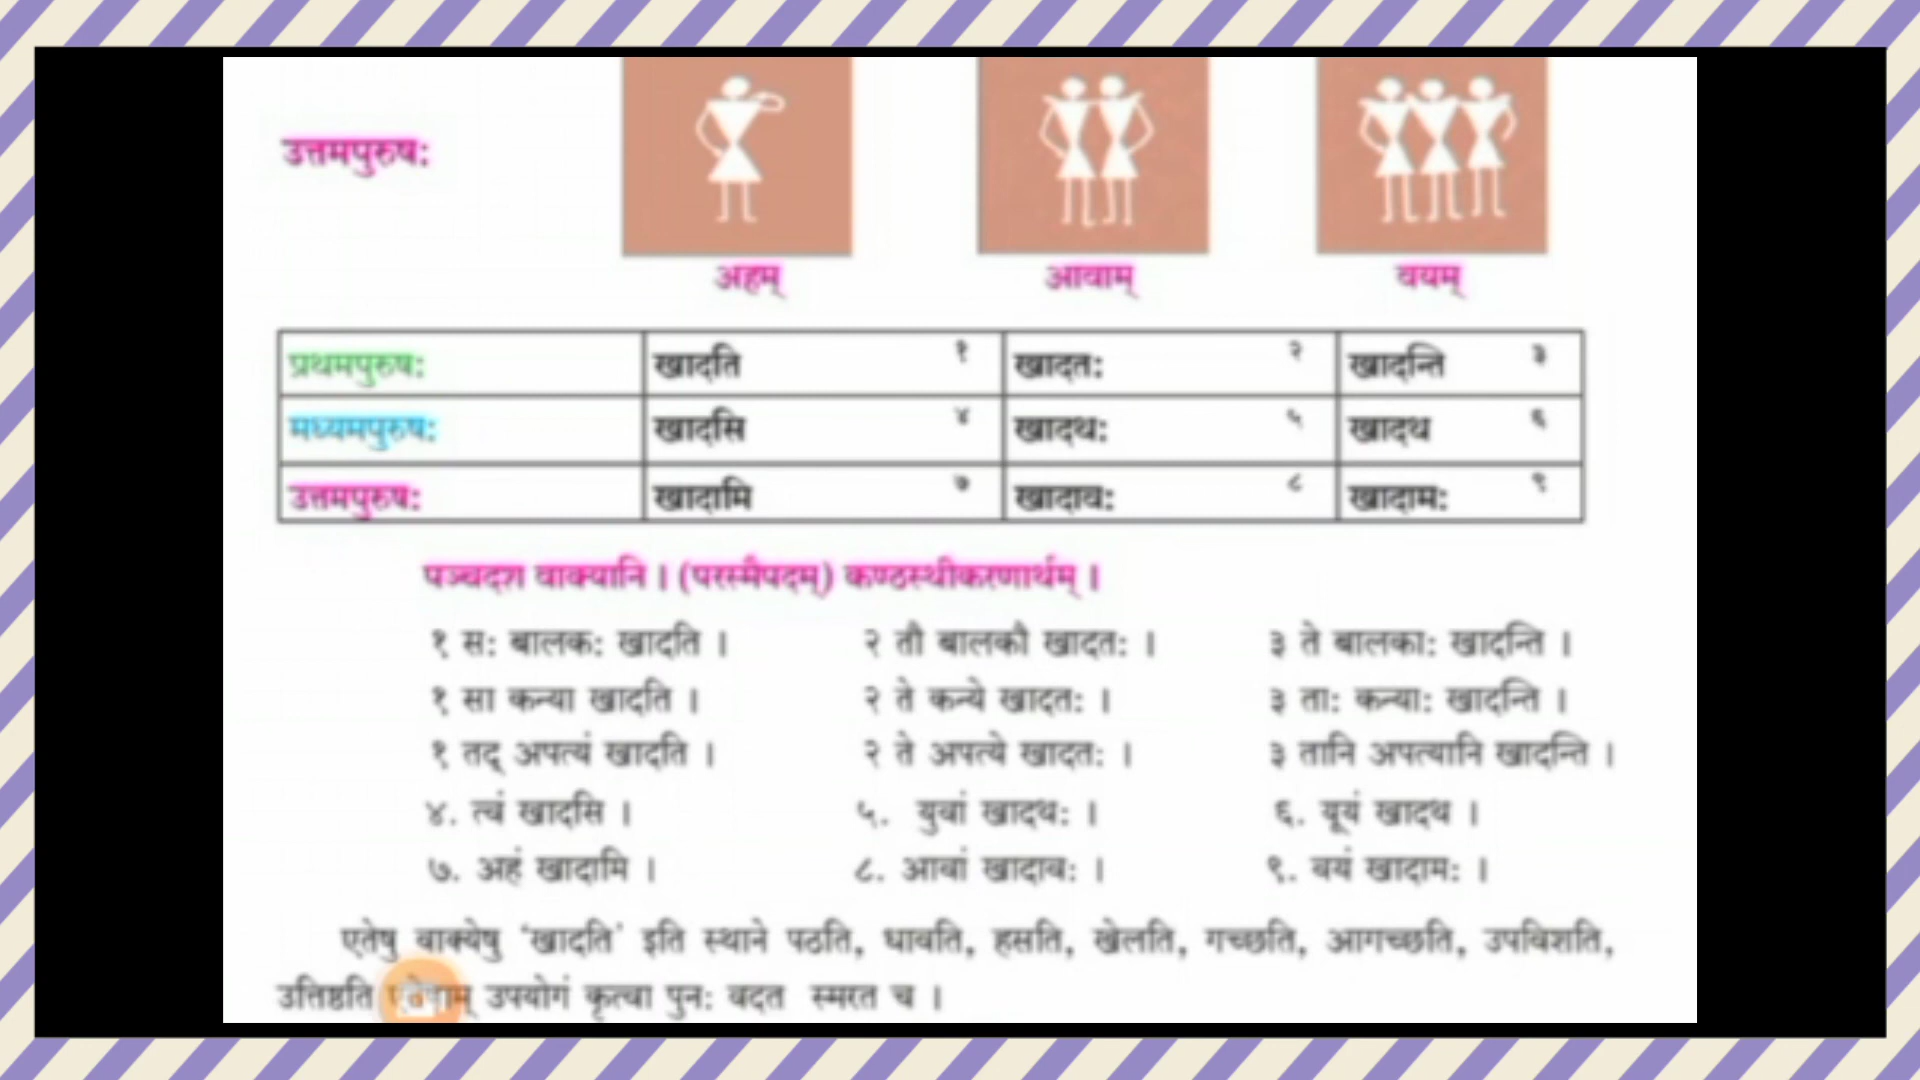 उत्तमपुरुष:
अहम् आवाम् वयम्
प्रथमपुरुष: खादति १ खादत: २ खादन्ति ३
मध्यमपुरुष: खादसि ४ खादथ: ५ खादथ ६
उत्तमपुरुष: खादामि ७ खादाव: ८ खादाम: ९
पञ्चदश वाक्यानि । (परस्मैपदम्) कण्ठस्थीकरणार्थम् ।
१ स: बालक: खादति । २ तौ बालकौ खादत: । ३ ते बालका: खादन्ति ।
१ सा कन्या खादति । २ ते कन्ये खादत: । ३ ता: कन्या: खादन्ति ।
१ तद् अपत्यं खादति । २ ते अपत्ये खादत: । ३ तानि अपत्यानि खादन्ति ।
४. त्वं खादसि । ५. युवां खादथ: । ६. यूयं खादथ ।
७. अहं खादामि । ८. आवां खादाव: । ९. वयं खादाम: ।
एतेषु वाक्येषु ‘खादति’ इति स्थाने पठति, धावति, हसति, खेलति, गच्छति, आगच्छति, उपविशति,
उत्तिष्ठति उपयोगं कृत्वा पुन: वदत स्मरत च ।